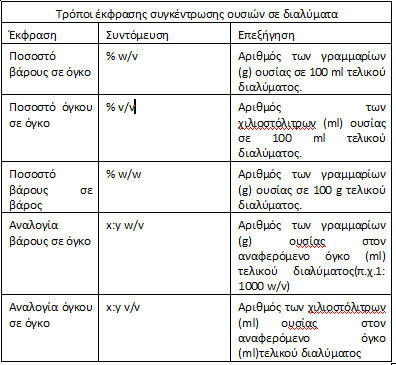 Τρόποι έκφρασης συγκέντρωσης ουσιών σε διαλύματα
Έκφραση Συντόμευση Επεξήγηση
Ποσοστό % w/v Αριθμός των γραμμαρίων
βάρους σε όγκο (g) ουσίας σε 100 ml τελικού
διαλύματος.
Ποσοστό όγκου % v/v Αριθμός των
σε όγκο χιλιοστόλιτρων (ml) ουσίας
σε 100 ml τελικού
διαλύματος.
Ποσοστό % w/w Αριθμός των γραμμαρίων
βάρους σε (g) ουσίας σε 100 g τελικού
βάρος διαλύματος.
Αναλογία x:y w/v Αριθμός των γραμμαρίων
βάρους σε όγκο (g) ουσίας στον
αναφερόμενο όγκο (ml)
τελικού διαλύματος(π.χ.1:
1000 w/v)
Αναλογία όγκου x:y v/v Αριθμός των χιλιοστόλιτρων
σε όγκο (ml) ουσίας στον
αναφερόμενο όγκο
(ml)τελικού διαλύματος